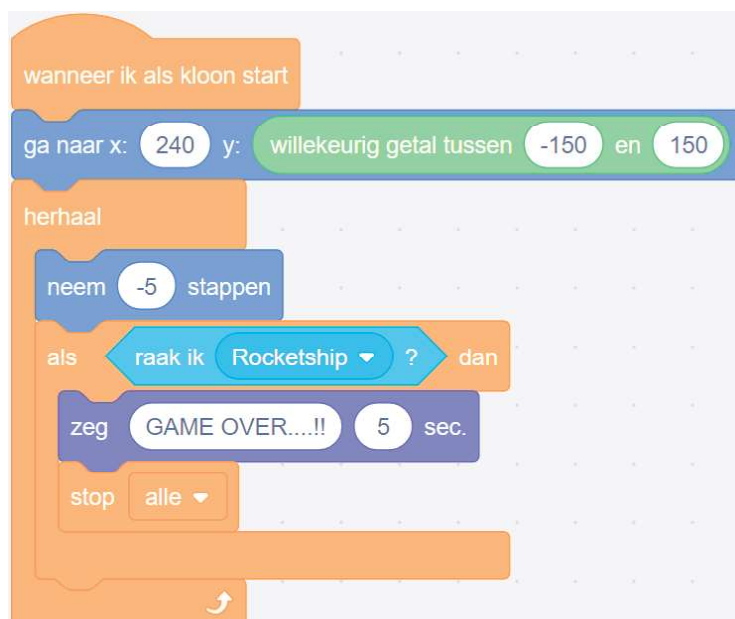 wanneer ik als kloon start
ga naar x: 240 y: willekeurig getal tussen -150 en 150
herhaal
neem -5 stappen
als raak ik Rocketship ? dan
zeg GAME OVER....!! 5 sec.
stop alle